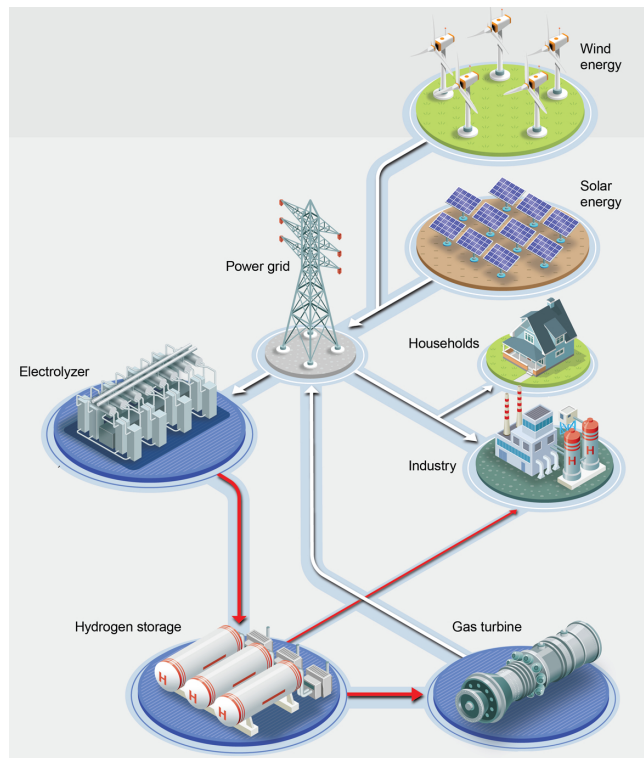 Wind
energy
Solar
energy
Power grid
Households
Electrolyzer
Industry
H H
Hydrogen storage
Gas turbine
H
H
H